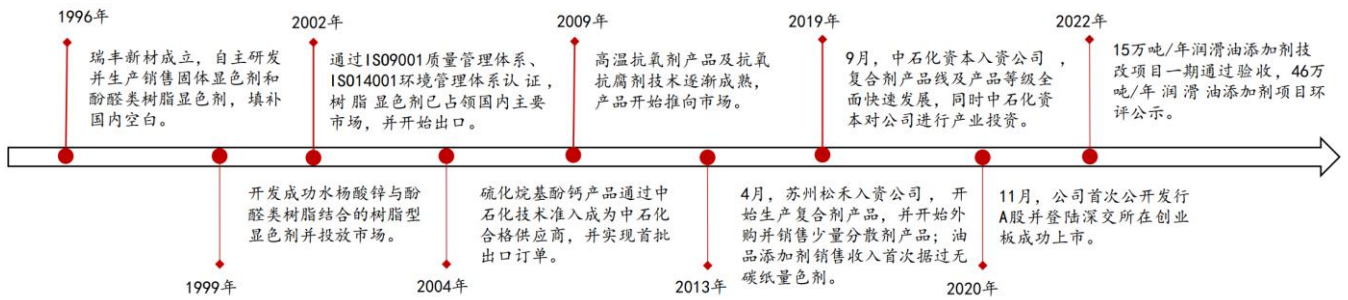 1996年
瑞丰新材成立，自主研发
并生产销售固体显色剂和
酚醛类树脂显色剂，填补
国内空白。
1999年
开发成功水杨酸锌与酚
醛类树脂结合的树脂型
显色剂并投放市场。
2002年
通过ISO9001质量管理体系、
ISO14001环境管理体系认 证，
树 脂 显色剂已占领国内主要
市场，并开始出口。
2004年
硫化烷基酚钙产品通过中
石化技术准入成为中石化
合格供应商，并实现首批
出口订单。
2009年
高温抗氧剂产品及抗氧
抗腐剂技术逐渐成熟，
产品开始推向市场。
2013年
4月，苏州松禾入资公司 ，开
始生产复合剂产品，并开始外
购并销售少量分散剂产品；油
品添加剂销售收入首次据过无
碳纸量色剂。
2019年
9月，中石化资本入资公司 ，
复合剂产品线及产品等级全
面快速发展，同时中石化资
本对公司进行产业投资。
2020年
11月，公司首次公开发行
A股并登陆深交所在创业
板成功上市。
2022年
15万吨/年润滑油添加剂技
改项目一期通过验收，46万
吨/年 润 滑 油添加剂项目环
评公示。